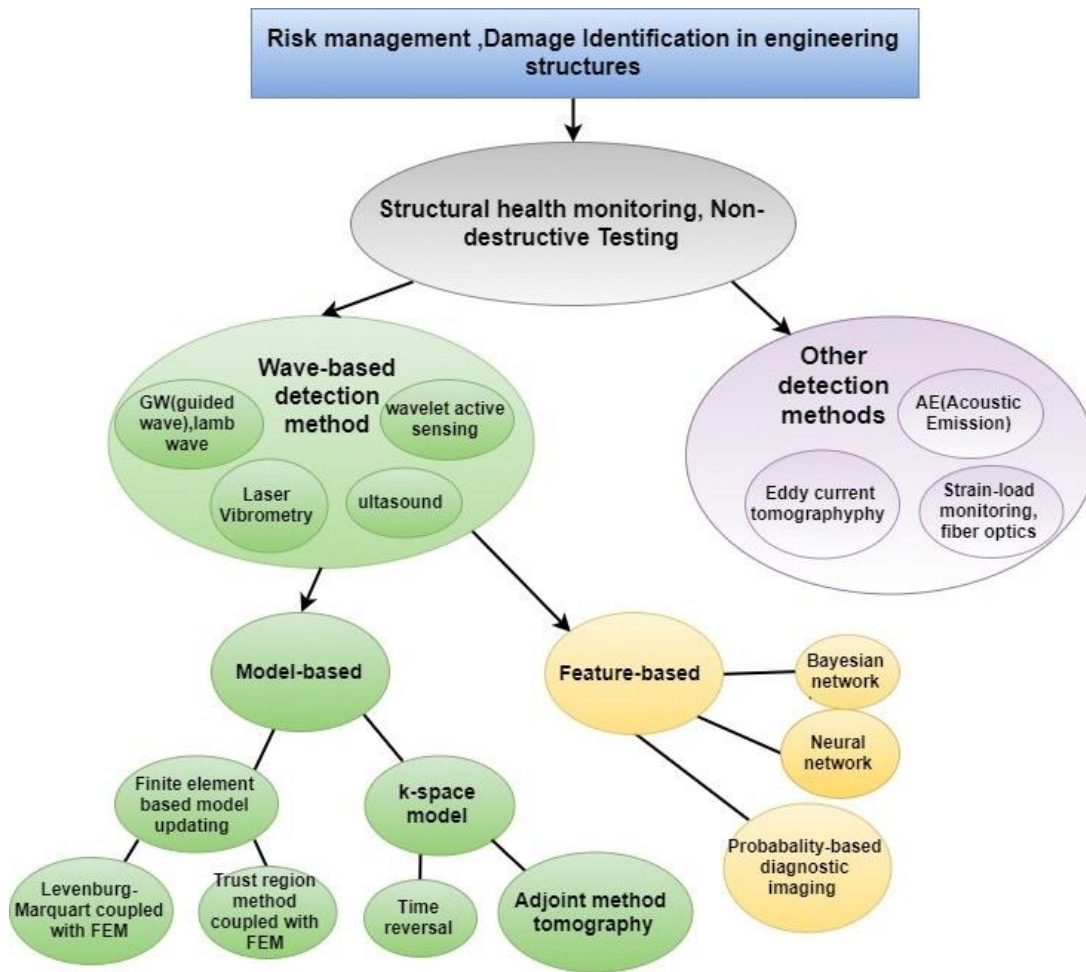 Risk management ,Damage Identification in engineering
structures
Structural health monitoring, Non-
destructive Testing
Wave-based
detection
method
GW(guided
wave),lamb
wave
wavelet active
sensing
Laser
Vibrometry
ultasound
Other
detection
methods
AE(Acoustic
Emission)
Eddy current
tomographyphy
Strain-load
monitoring,
fiber optics
Model-based
Feature-based
Bayesian
network
Neural
network
Probabality-based
diagnostic
imaging
Finite element
based model
updating
k-space
model
Levenburg-
Marquart coupled
with FEM
Trust region
method
coupled with
FEM
Time
reversal
Adjoint method
tomography